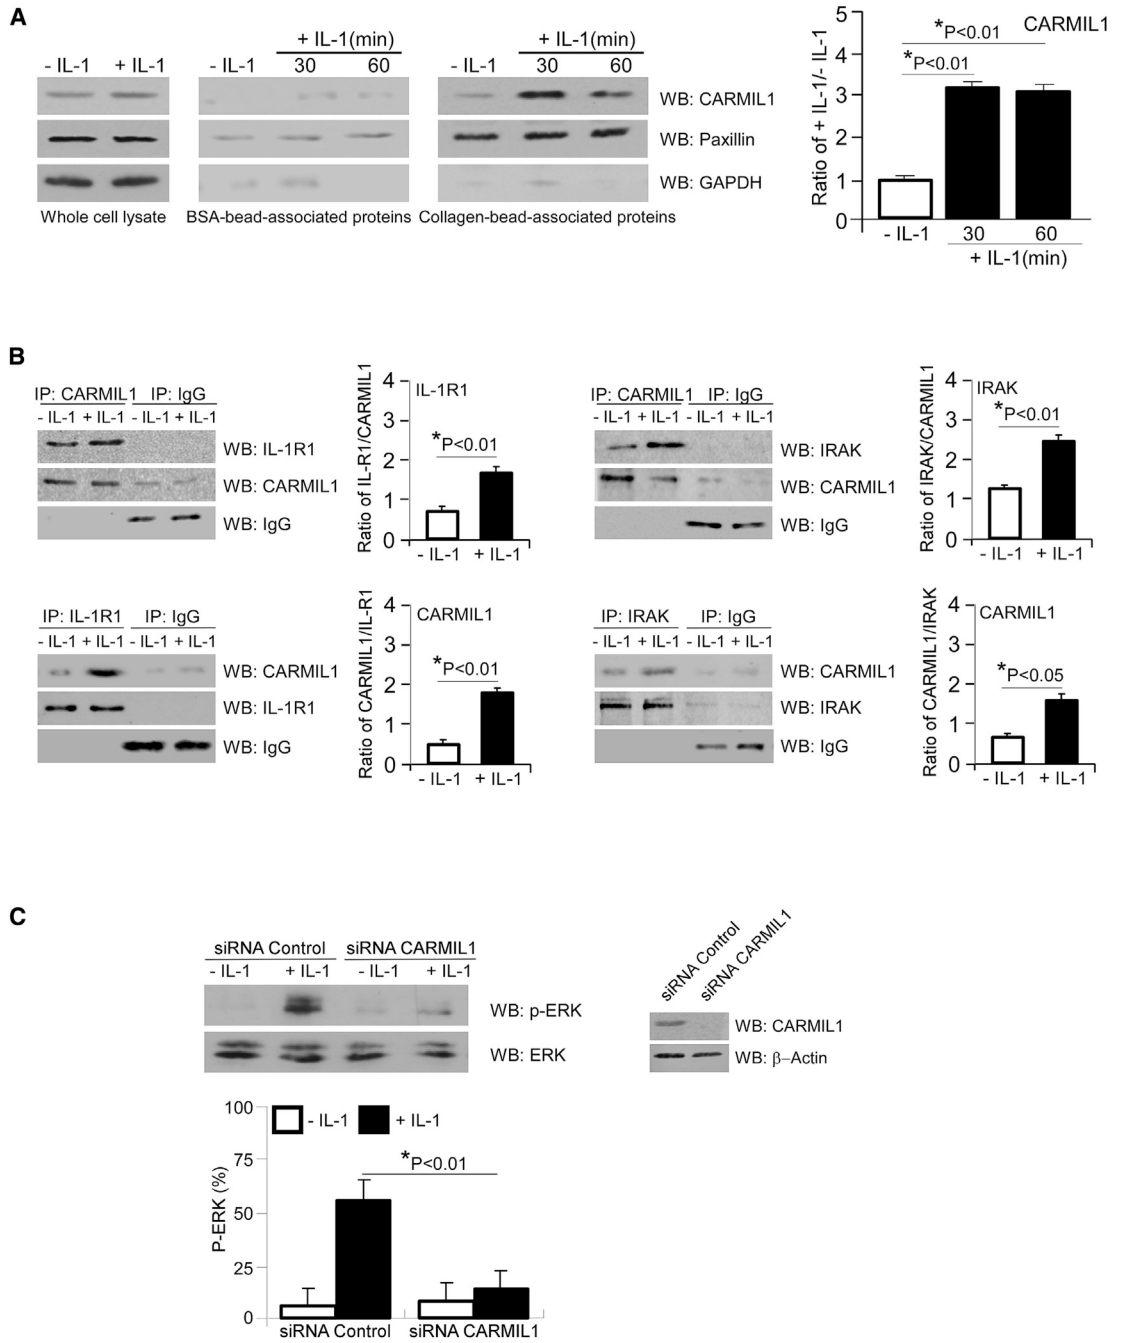 A
+ IL-1(min)
+ IL-1(min)
- IL-1 + IL-1
- IL-1 30 60
- IL-1 30 60
WB: CARMIL1
WB: Paxillin
WB: GAPDH
Whole cell lysate
BSA-bead-associated proteins
Collagen-bead-associated proteins
Ratio of + IL-1/- IL-1
5
4
3
2
1
0
CARMIL1
*P<0.01
*P<0.01
- IL-1 30 60
+ IL-1(min)
B
IP: CARMIL1 IP: IgG
- IL-1 + IL-1 - IL-1 + IL-1
WB: IL-1R1
WB: CARMIL1
WB: IgG
Ratio of IL-R1/CARMIL1
4
3
2
1
0
IL-1R1
*P<0.01
- IL-1 + IL-1
IP: CARMIL1 IP: IgG
- IL-1 + IL-1 - IL-1 + IL-1
WB: IRAK
WB: CARMIL1
WB: IgG
Ratio of IRAK/CARMIL1
4
3
2
1
0
IRAK
*P<0.01
- IL-1 + IL-1
IP: IL-1R1 IP: IgG
- IL-1 + IL-1 - IL-1 + IL-1
WB: CARMIL1
WB: IL-1R1
WB: IgG
Ratio of CARMIL1/IL-R1
4
3
2
1
0
CARMIL1
*P<0.01
- IL-1 + IL-1
IP: IRAK IP: IgG
- IL-1 + IL-1 - IL-1 + IL-1
WB: CARMIL1
WB: IRAK
WB: IgG
Ratio of CARMIL1/IRAK
4
3
2
1
0
CARMIL1
*P<0.05
- IL-1 + IL-1
C
siRNA Control siRNA CARMIL1
- IL-1 + IL-1 - IL-1 + IL-1
WB: p-ERK
WB: ERK
siRNA Control
siRNA CARMIL1
WB: CARMIL1
WB: β–Actin
P-ERK (%)
100
75
50
25
0
- IL-1 + IL-1
*P<0.01
siRNA Control siRNA CARMIL1